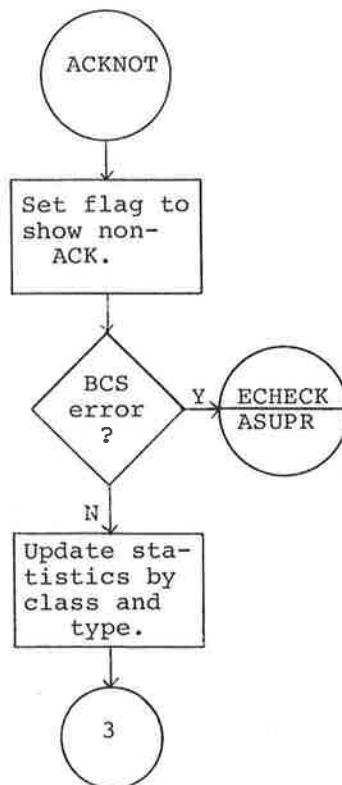 ACKNOT
Set flag to
show non-
ACK.
BCS
error
?
Y
ECHECK
ASUPR
N
Update sta-
tistics by
class and
type.
3